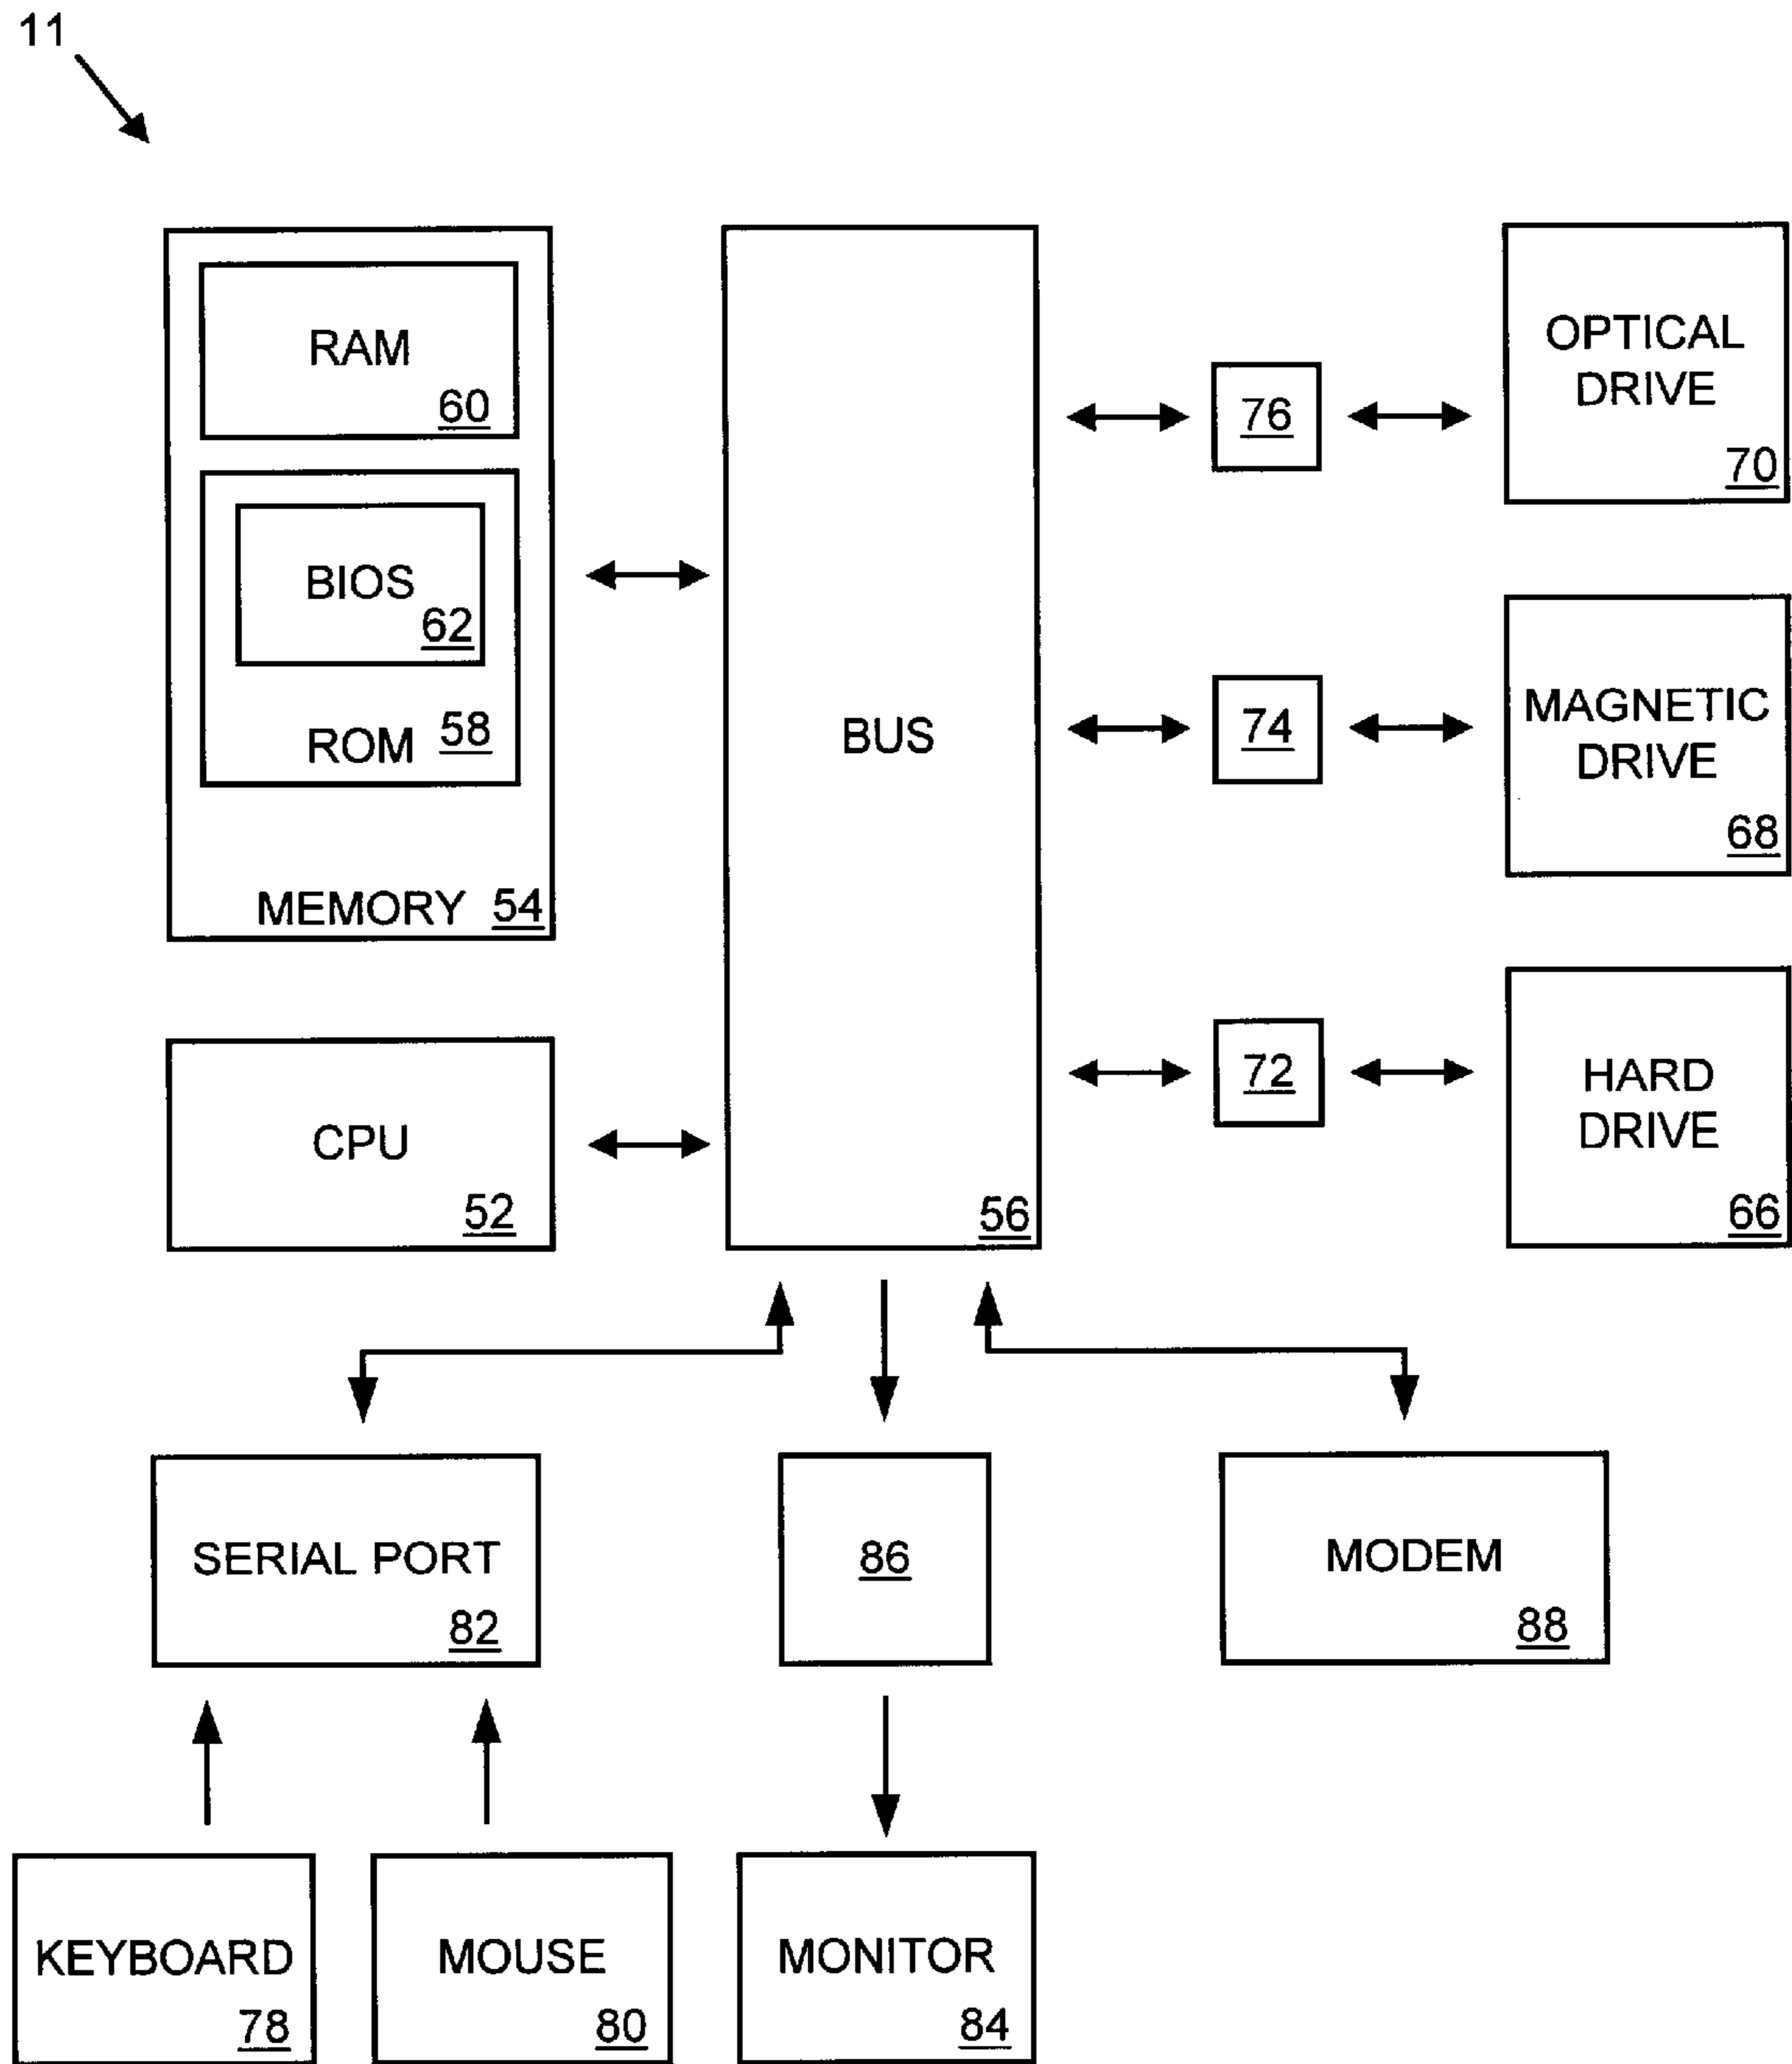 11
RAM
60
BIOS
62
ROM 58
MEMORY 54
CPU
52
BUS
56
76
OPTICAL
DRIVE
70
74
MAGNETIC
DRIVE
68
72
HARD
DRIVE
66
SERIAL PORT
82
86
MODEM
88
KEYBOARD
78
MOUSE
80
MONITOR
84